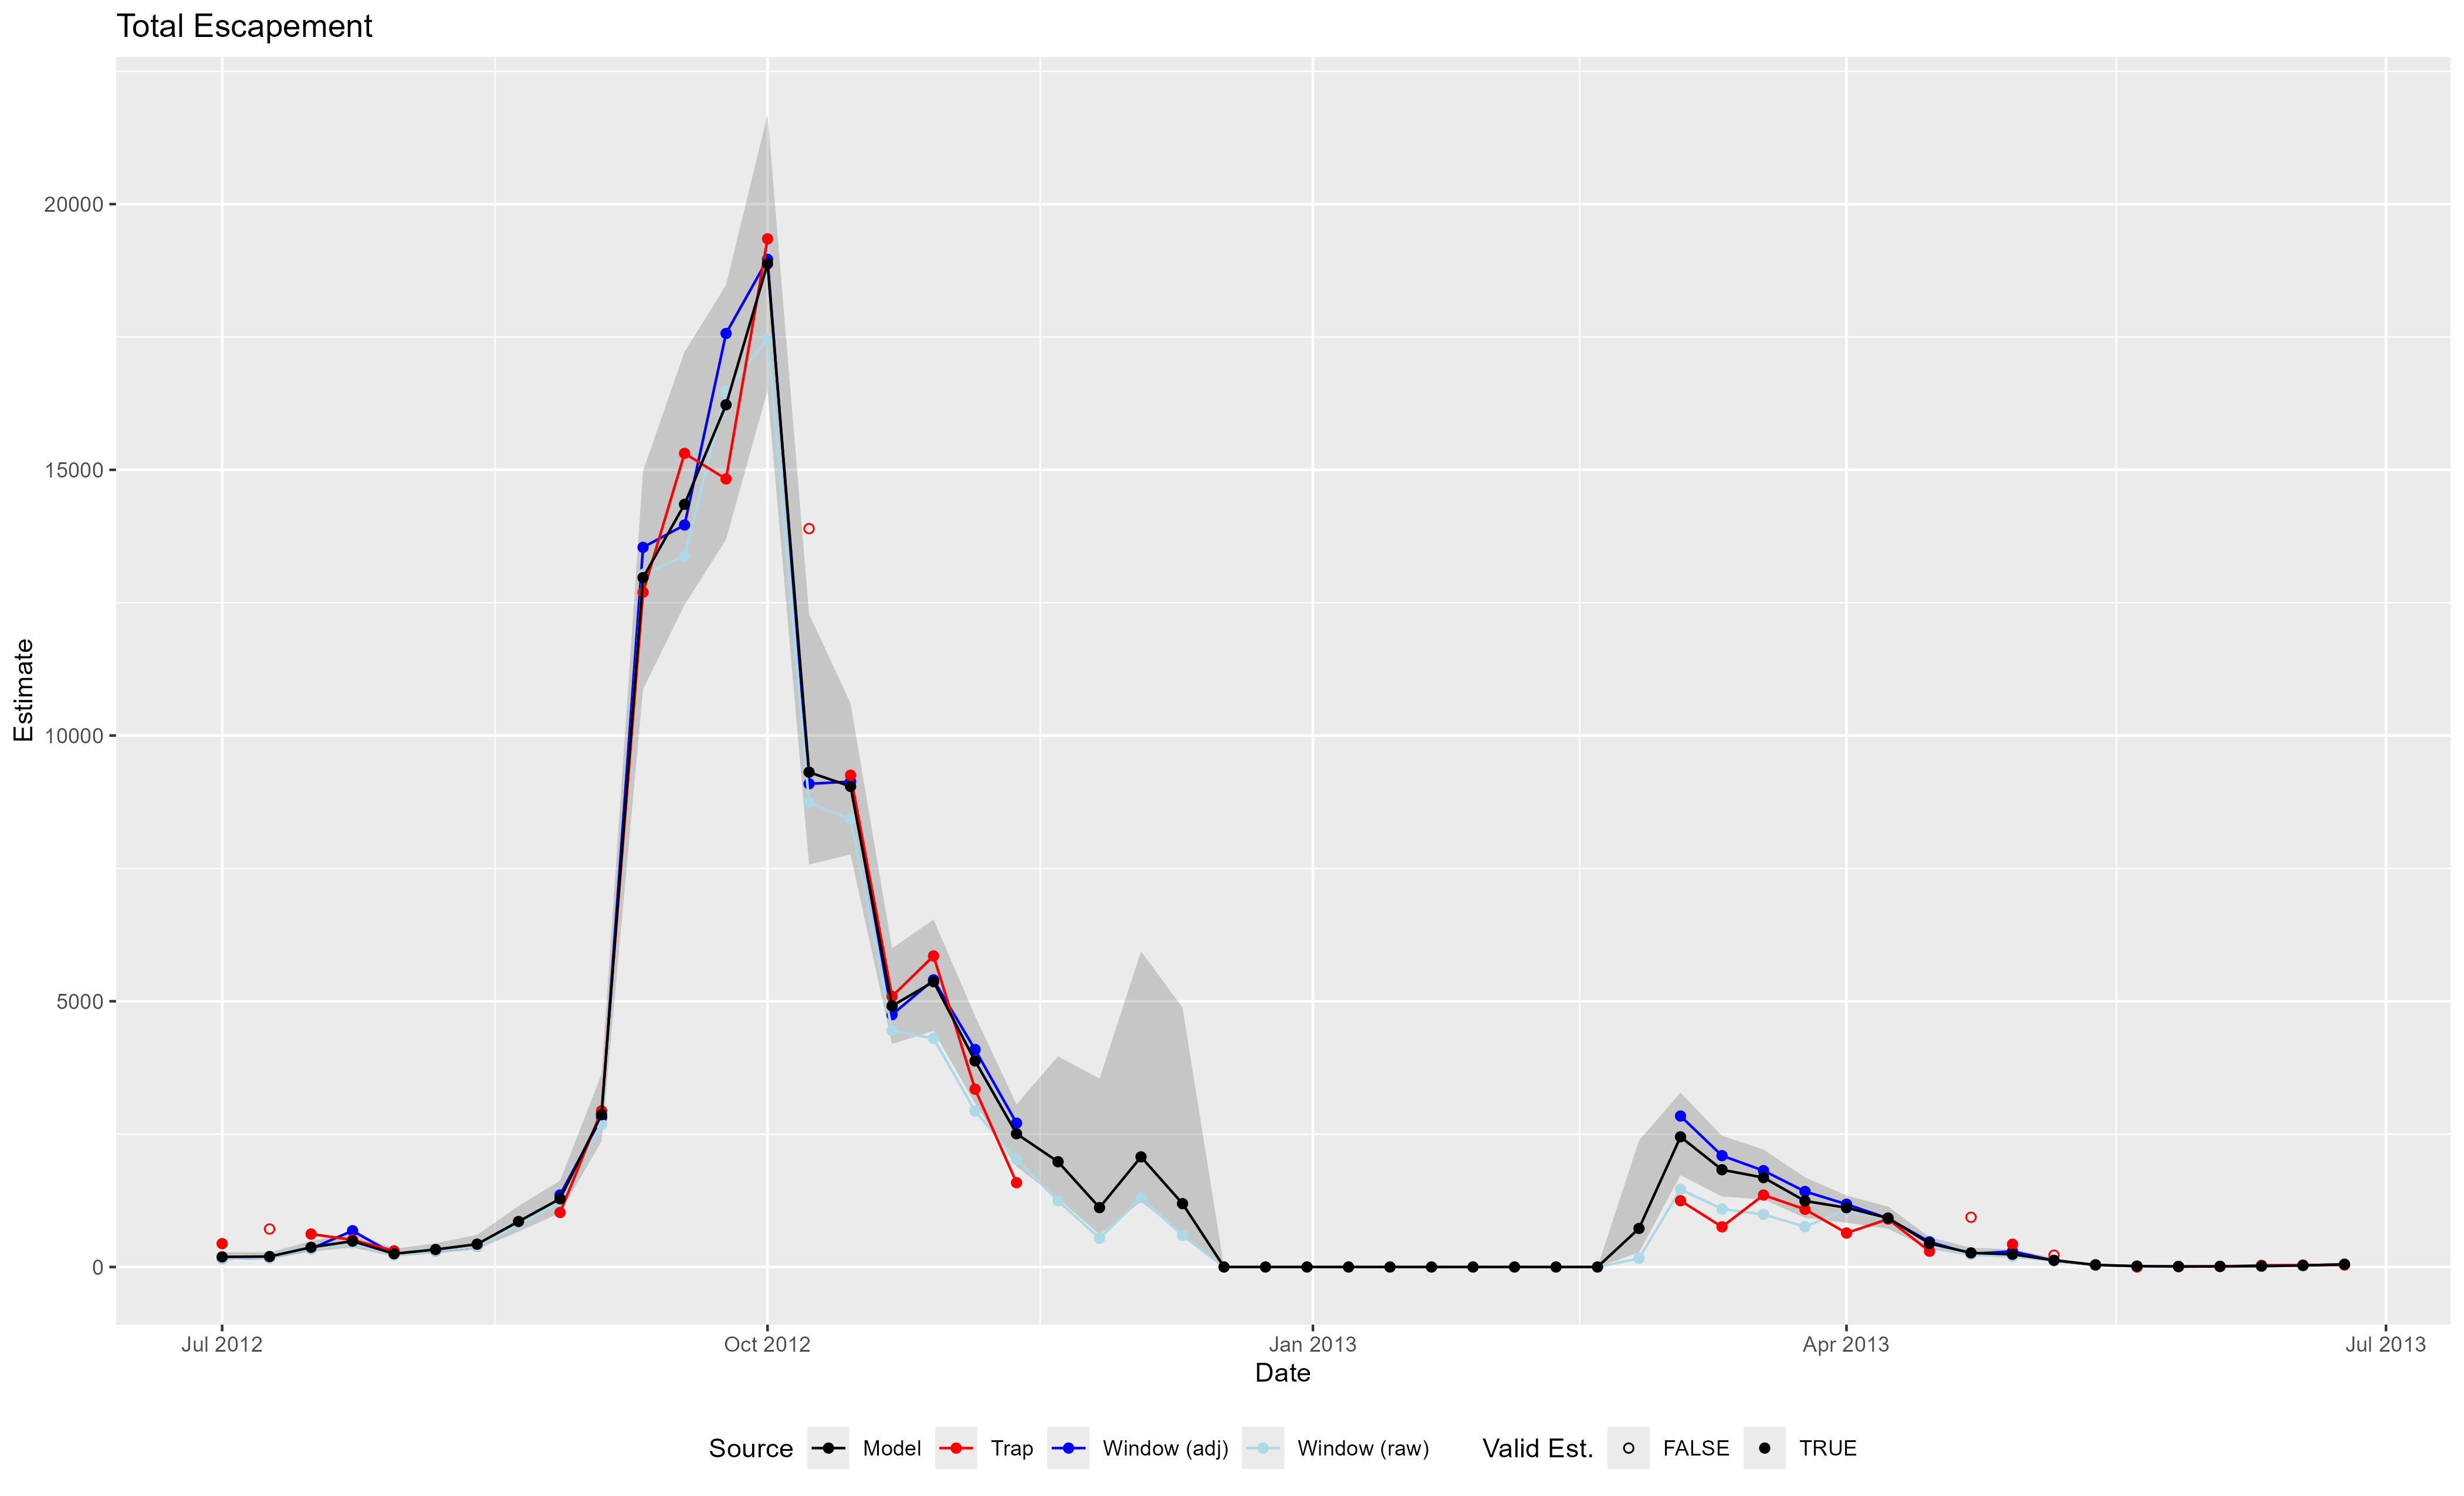 Total Escapement
Estimate
20000
15000
10000
5000
0
Jul 2012 Oct 2012 Jan 2013 Apr 2013 Jul 2013
Date
Source Model Trap Window (adj) Window (raw) Valid Est. FALSE TRUE